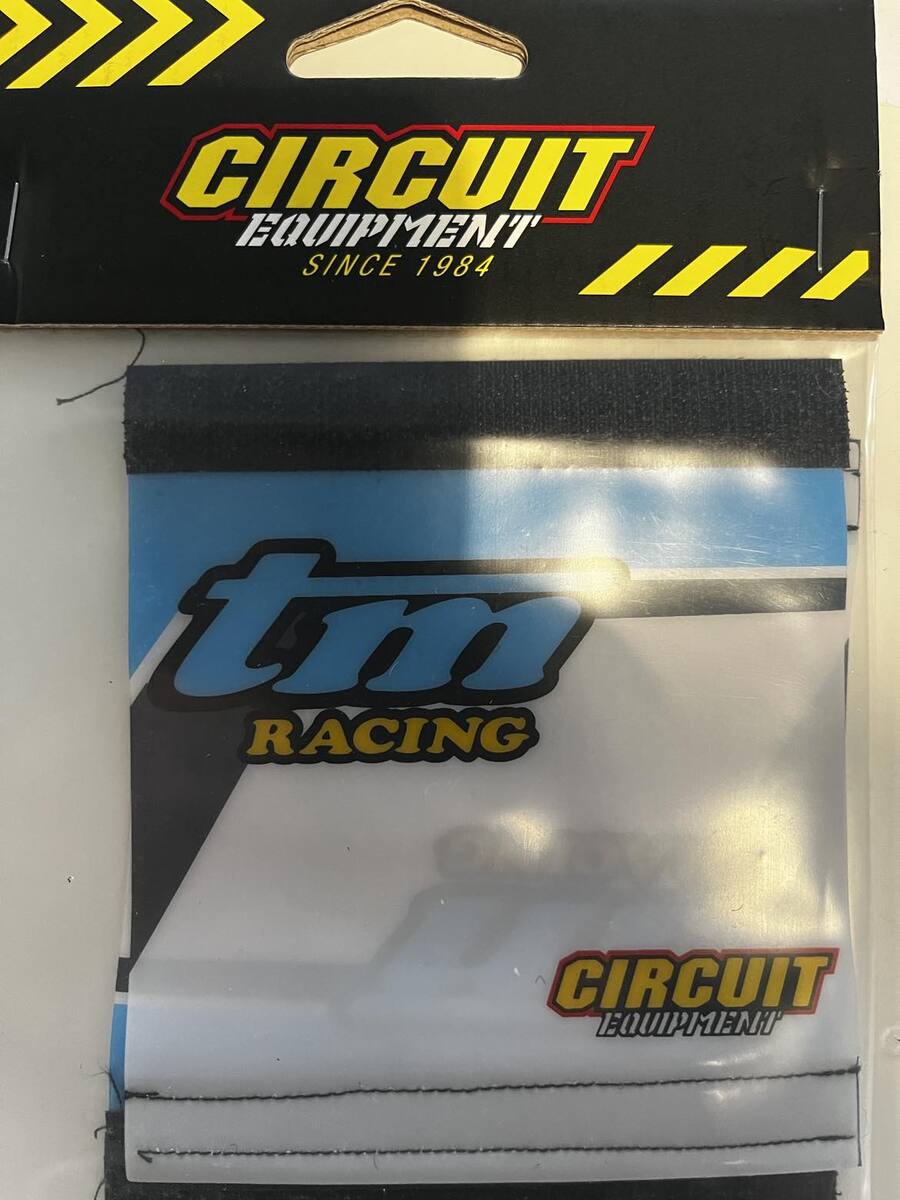 CIRCUIT
EQUIPMENT
SINCE 1984
tm
RACING
CIRCUIT
EQUIPMENT